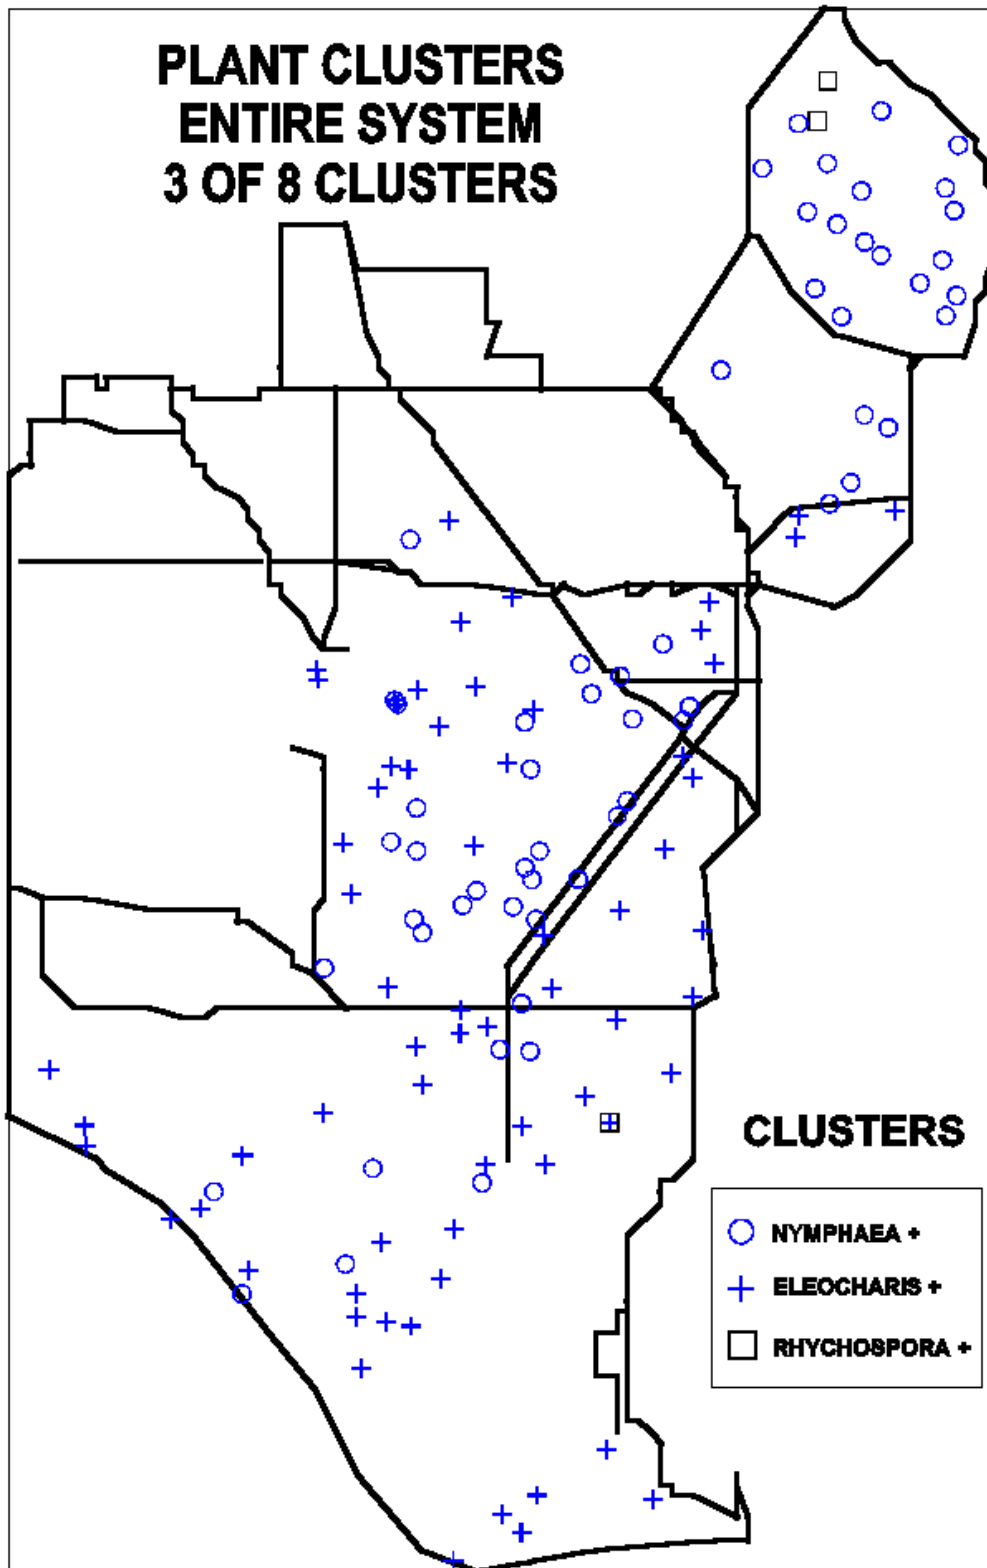 PLANT CLUSTERS
ENTIRE SYSTEM
3 OF 8 CLUSTERS
CLUSTERS
NYMPHAEA +
ELEOCHARIS +
RHYCHOSPORA +